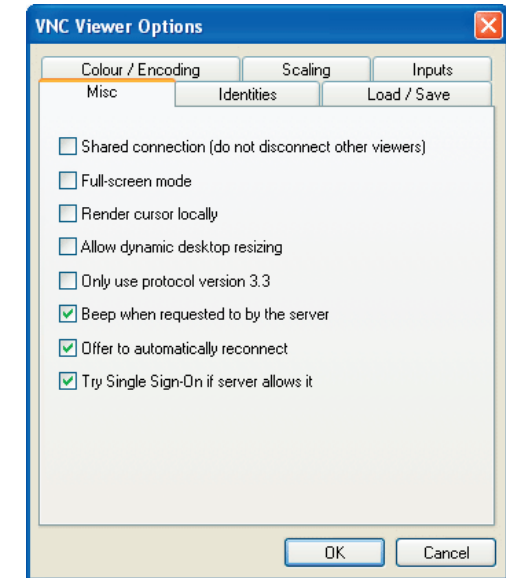 VNC Viewer Options
Colour / Encoding Scaling Inputs
Misc Identities Load / Save
Shared connection (do not disconnect other viewers)
Full-screen mode
Render cursor locally
Allow dynamic desktop resizing
Only use protocol version 3.3
Beep when requested to by the server
Offer to automatically reconnect
Try Single Sign-On if server allows it
OK Cancel